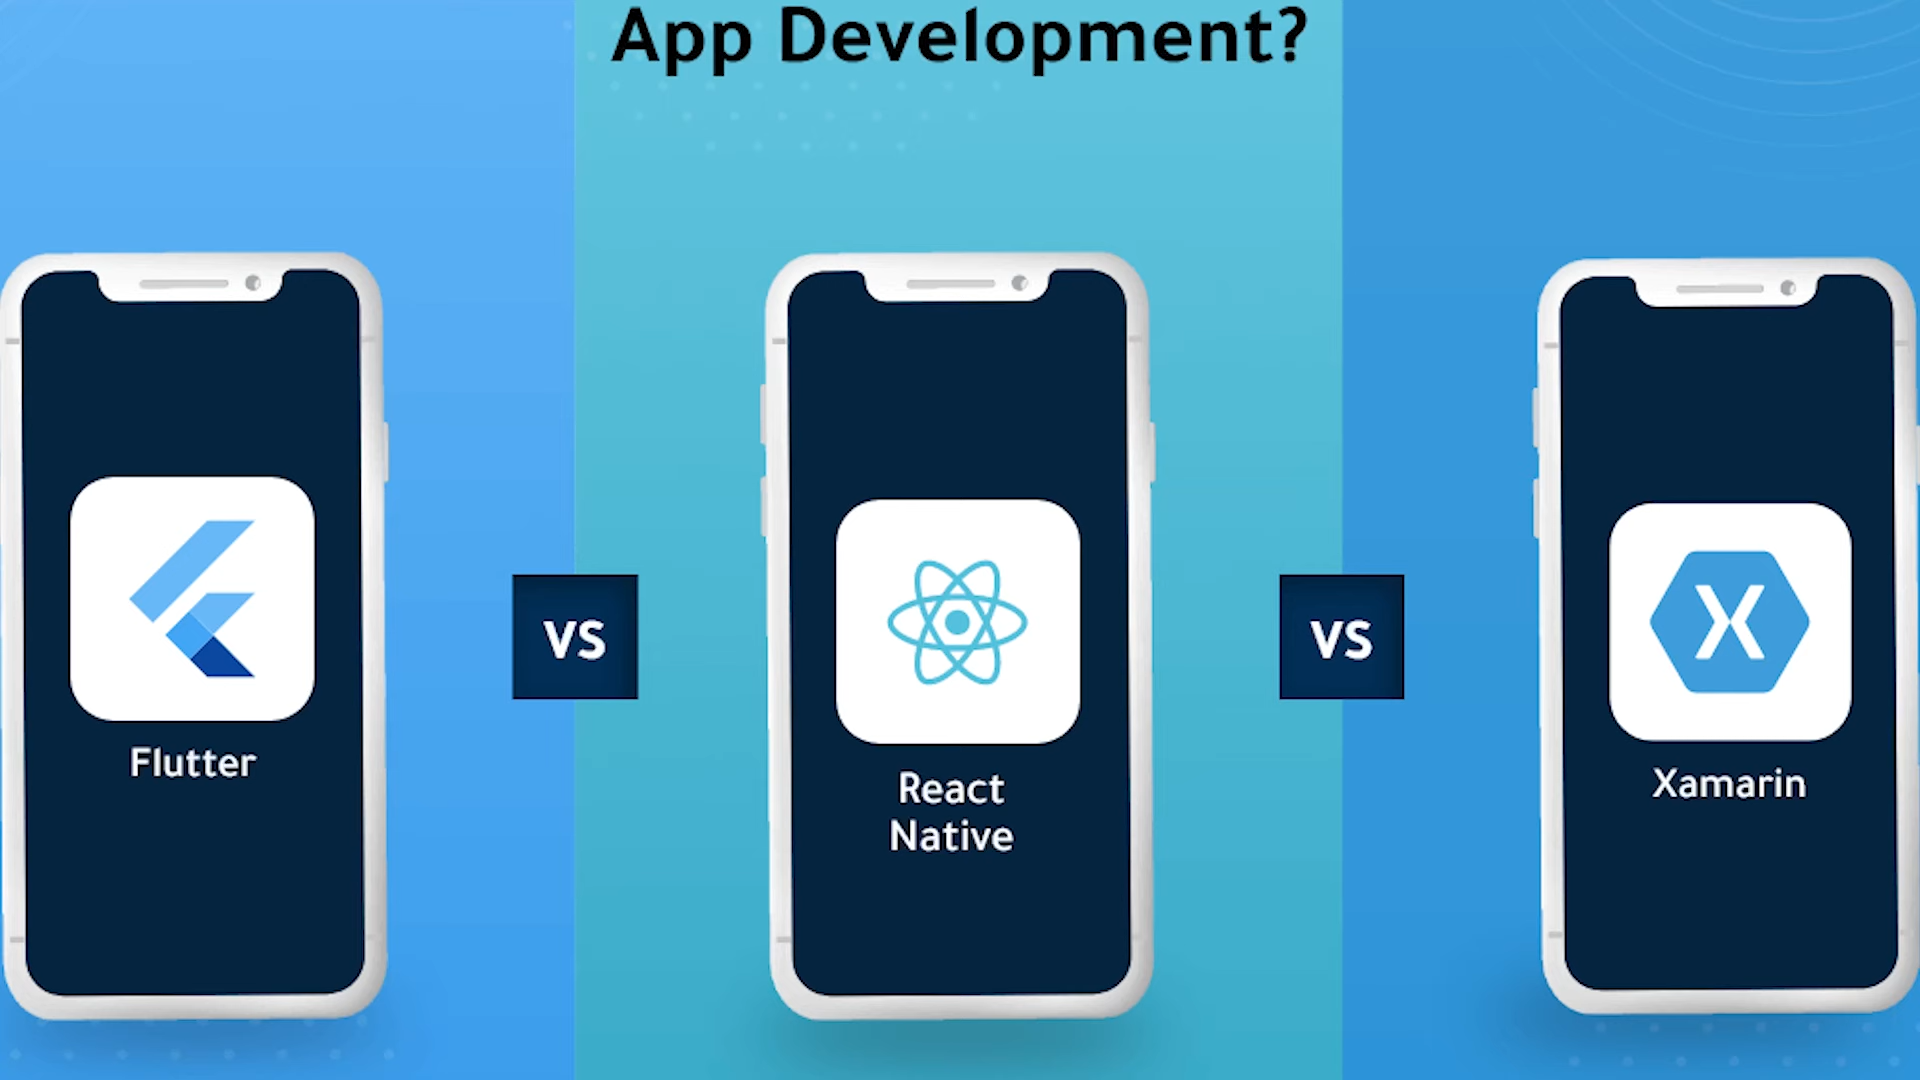 App Development?
Flutter
VS
React
Native
VS
X
Xamarin